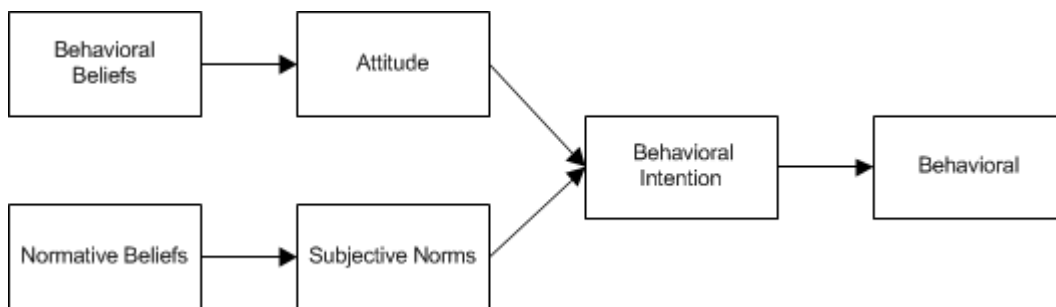 Behavioral
Beliefs
Attitude
Behavioral
Intention
Behavioral
Normative Beliefs
Subjective Norms